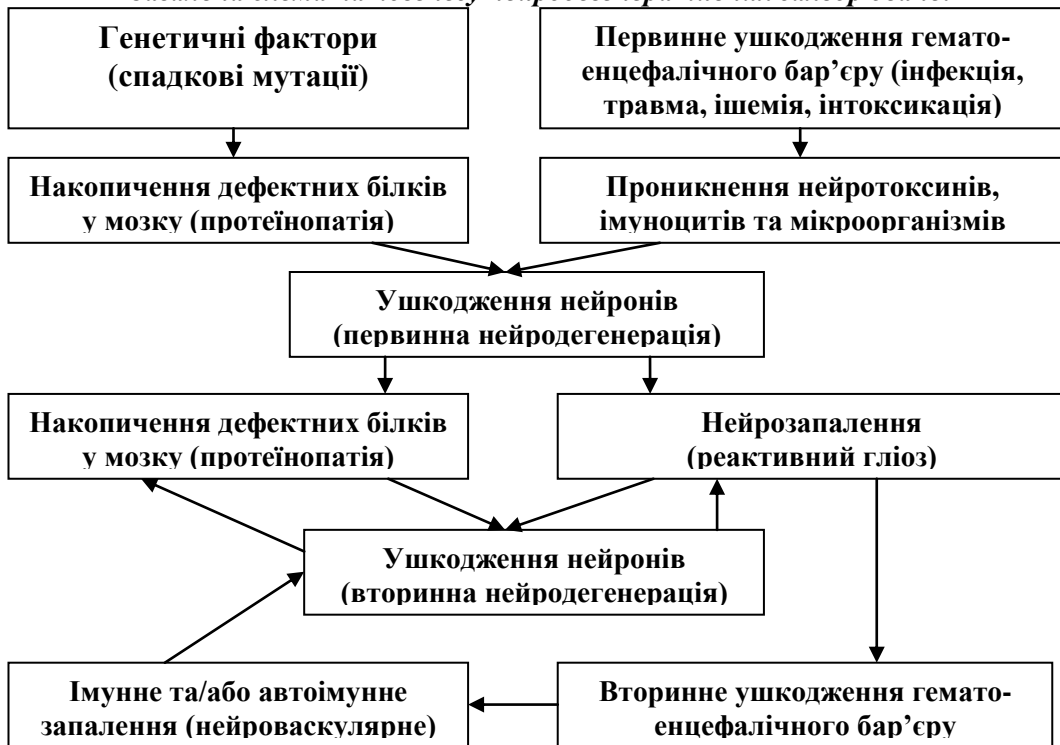 Генетичні фактори
(спадкові мутації)
Первинне ушкодження гемато-
енцефалічного бар’єру (інфекція,
травма, ішемія, інтоксикація)
Накопичення дефектних білків
у мозку (протеїнопатія)
Проникнення нейротоксинів,
імуноцитів та мікроорганізмів
Ушкодження нейронів
(первинна нейродегенерація)
Накопичення дефектних білків
у мозку (протеїнопатія)
Нейрозапалення
(реактивний гліоз)
Ушкодження нейронів
(вторинна нейродегенерація)
Імунне та/або автоімунне
запалення (нейроваскулярне)
Вторинне ушкодження гемато-
енцефалічного бар’єру